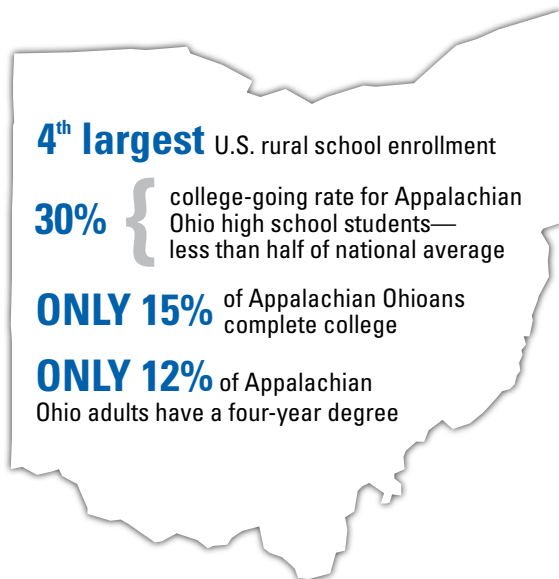 4th largest U.S. rural school enrollment
30% { college-going rate for Appalachian
Ohio high school students—
less than half of national average
ONLY 15% of Appalachian Ohioans
complete college
ONLY 12% of Appalachian
Ohio adults have a four-year degree